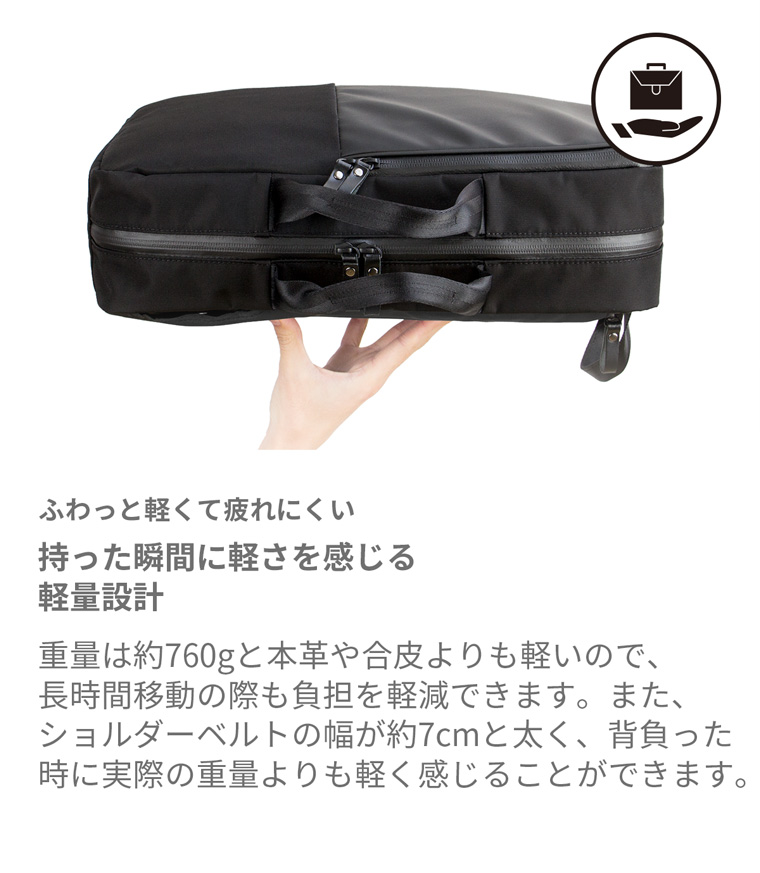 ふわっと軽くて疲れにくい
持った瞬間に軽さを感じる
軽量設計
重量は約760gと本革や合皮よりも軽いので、
長時間移動の際も負担を軽減できます。また、
ショルダーベルトの幅が約7cmと太く、背負った
時に実際の重量よりも軽く感じることができます。